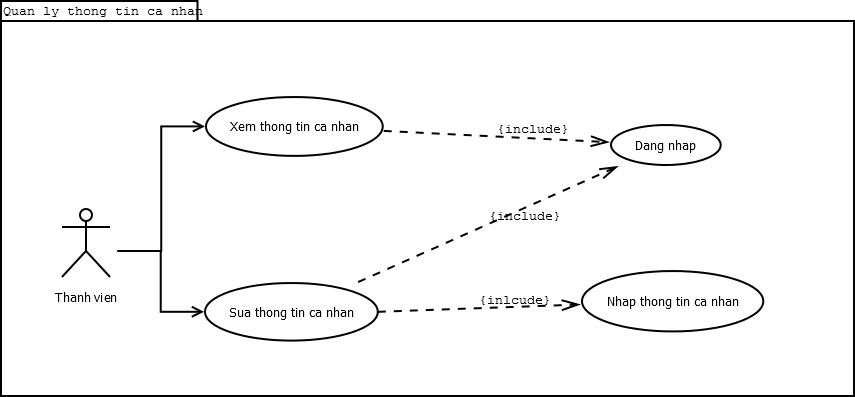 Quan ly thong tin ca nhan
Xem thong tin ca nhan
{include}
Dang nhap
{include}
Thanh vien
Sua thong tin ca nhan
{inlcude}
Nhap thong tin ca nhan